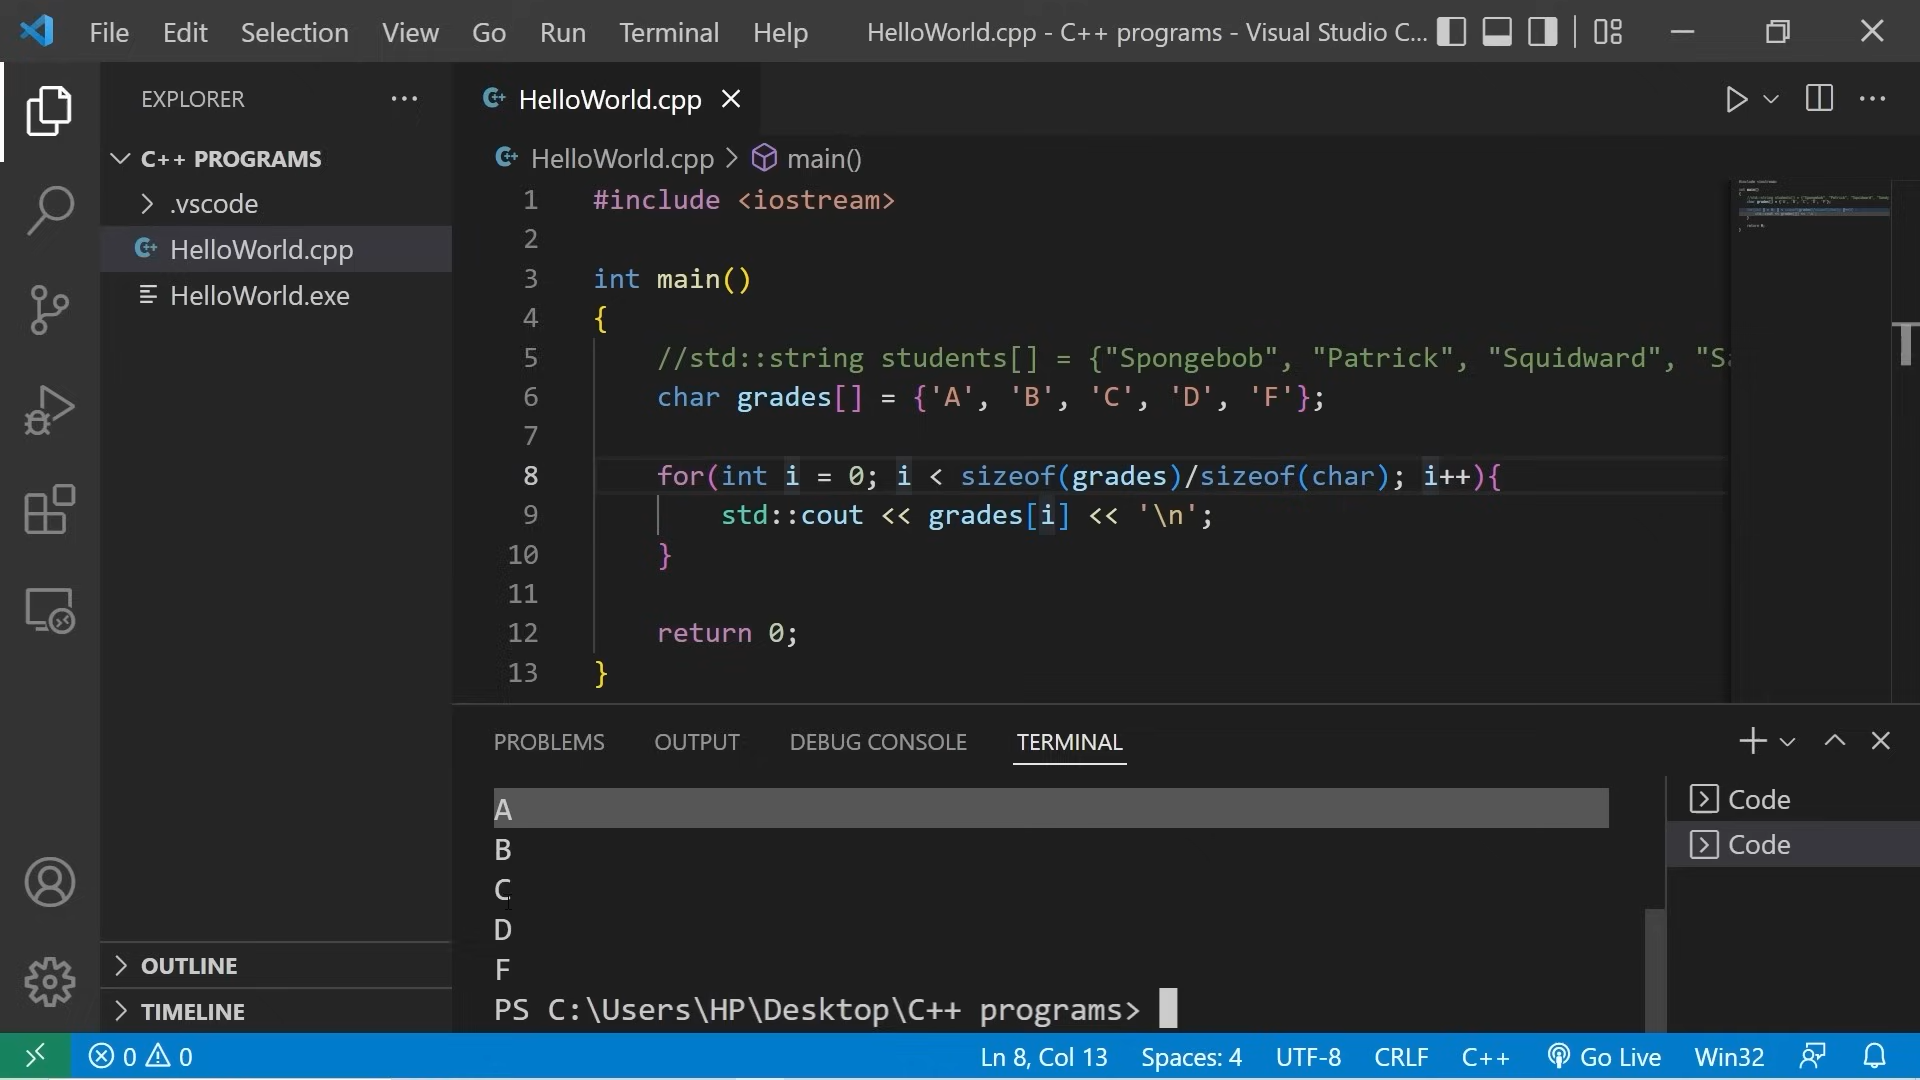 File Edit Selection View Go Run Terminal Help HelloWorld.cpp - C++ programs - Visual Studio C...
EXPLORER
C++ PROGRAMS
.vscode
HelloWorld.cpp
HelloWorld.exe
OUTLINE
TIMELINE
HelloWorld.cpp
HelloWorld.cpp > main()
1 #include <iostream>
2
3 int main()
4 {
5 //std::string students[] = {"Spongebob", "Patrick", "Squidward", "Sa
6 char grades[] = {'A', 'B', 'C', 'D', 'F'};
7
8 for(int i = 0; i < sizeof(grades)/sizeof(char); i++){
9 std::cout << grades[i] << '\n';
10 }
11
12 return 0;
13 }
PROBLEMS OUTPUT DEBUG CONSOLE TERMINAL
A
B
C
D
F
PS C:\Users\HP\Desktop\C++ programs>
Code
Code
0 0 Ln 8, Col 13 Spaces: 4 UTF-8 CRLF C++ Go Live Win32